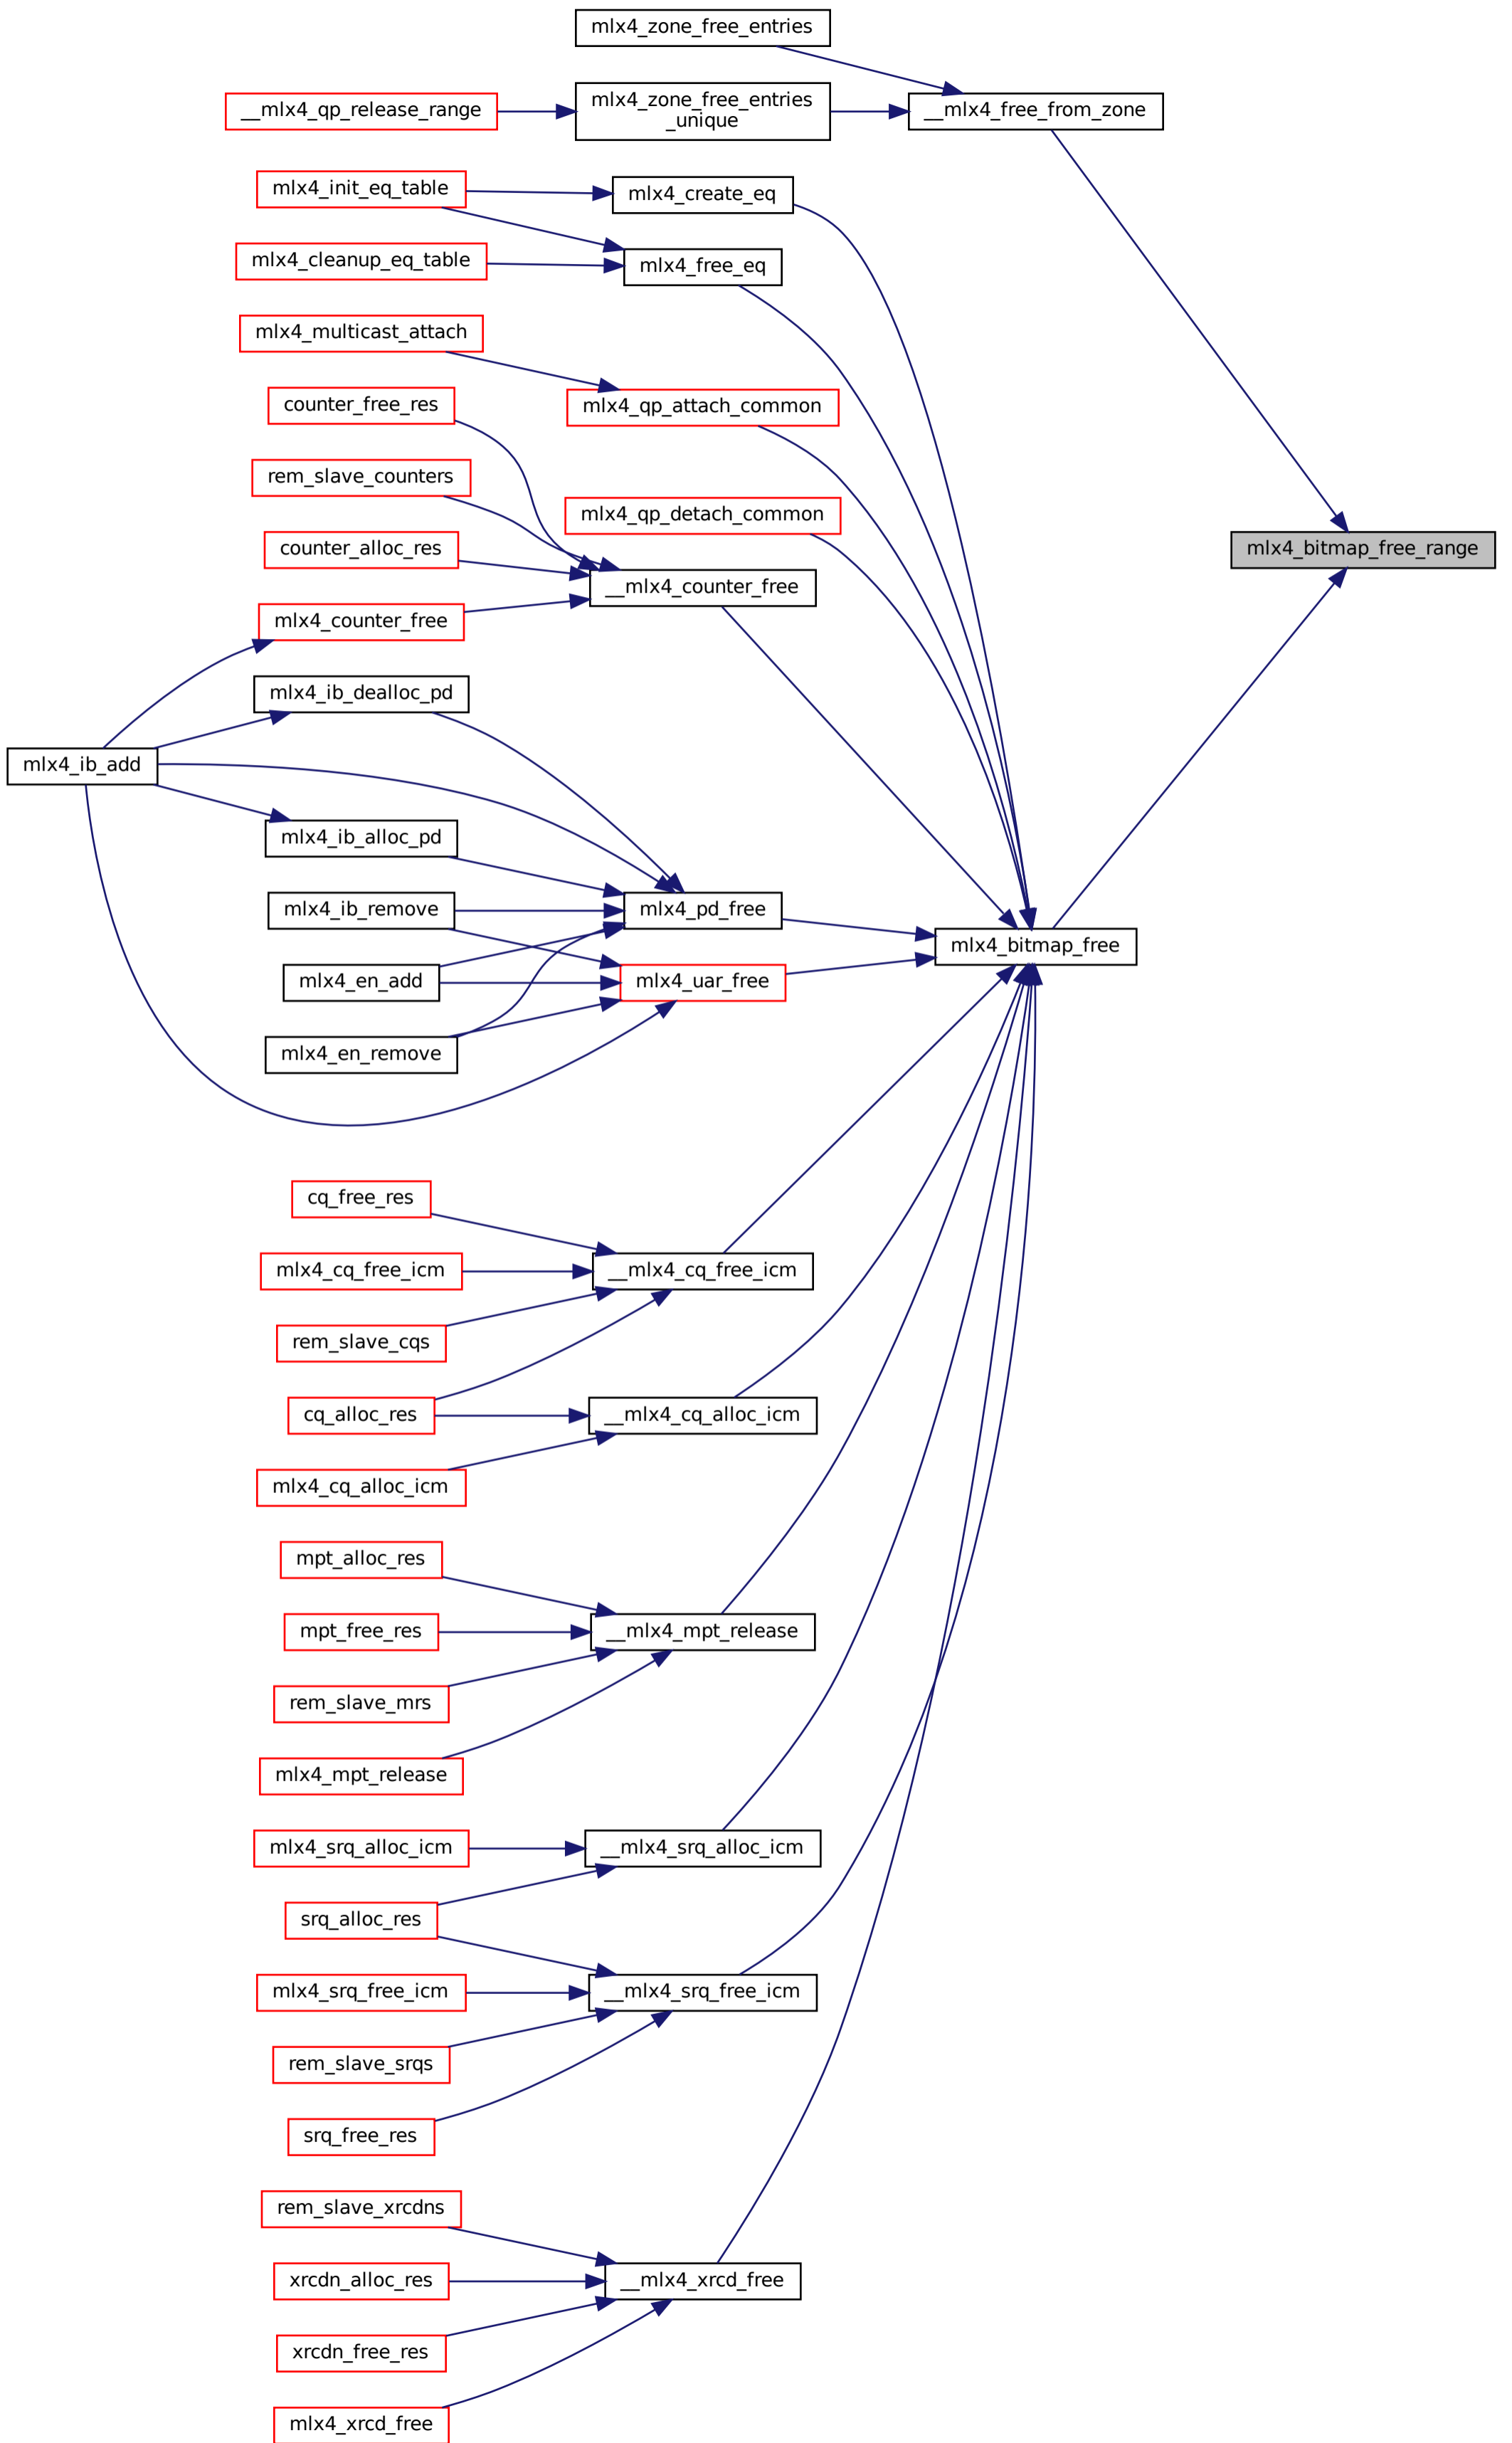 mlx4_zone_free_entries
__mlx4_qp_release_range
mlx4_zone_free_entries
_unique
__mlx4_free_from_zone
mlx4_init_eq_table
mlx4_create_eq
mlx4_cleanup_eq_table
mlx4_free_eq
mlx4_multicast_attach
counter_free_res
mlx4_qp_attach_common
rem_slave_counters
mlx4_qp_detach_common
counter_alloc_res
mlx4_bitmap_free_range
__mlx4_counter_free
mlx4_counter_free
mlx4_ib_dealloc_pd
mlx4_ib_add
mlx4_ib_alloc_pd
mlx4_ib_remove
mlx4_pd_free
mlx4_bitmap_free
mlx4_en_add
mlx4_uar_free
mlx4_en_remove
cq_free_res
mlx4_cq_free_icm
__mlx4_cq_free_icm
rem_slave_cqs
cq_alloc_res
__mlx4_cq_alloc_icm
mlx4_cq_alloc_icm
mpt_alloc_res
mpt_free_res
__mlx4_mpt_release
rem_slave_mrs
mlx4_mpt_release
mlx4_srq_alloc_icm
__mlx4_srq_alloc_icm
srq_alloc_res
mlx4_srq_free_icm
__mlx4_srq_free_icm
rem_slave_srqs
srq_free_res
rem_slave_xrcdns
xrcdn_alloc_res
__mlx4_xrcd_free
xrcdn_free_res
mlx4_xrcd_free